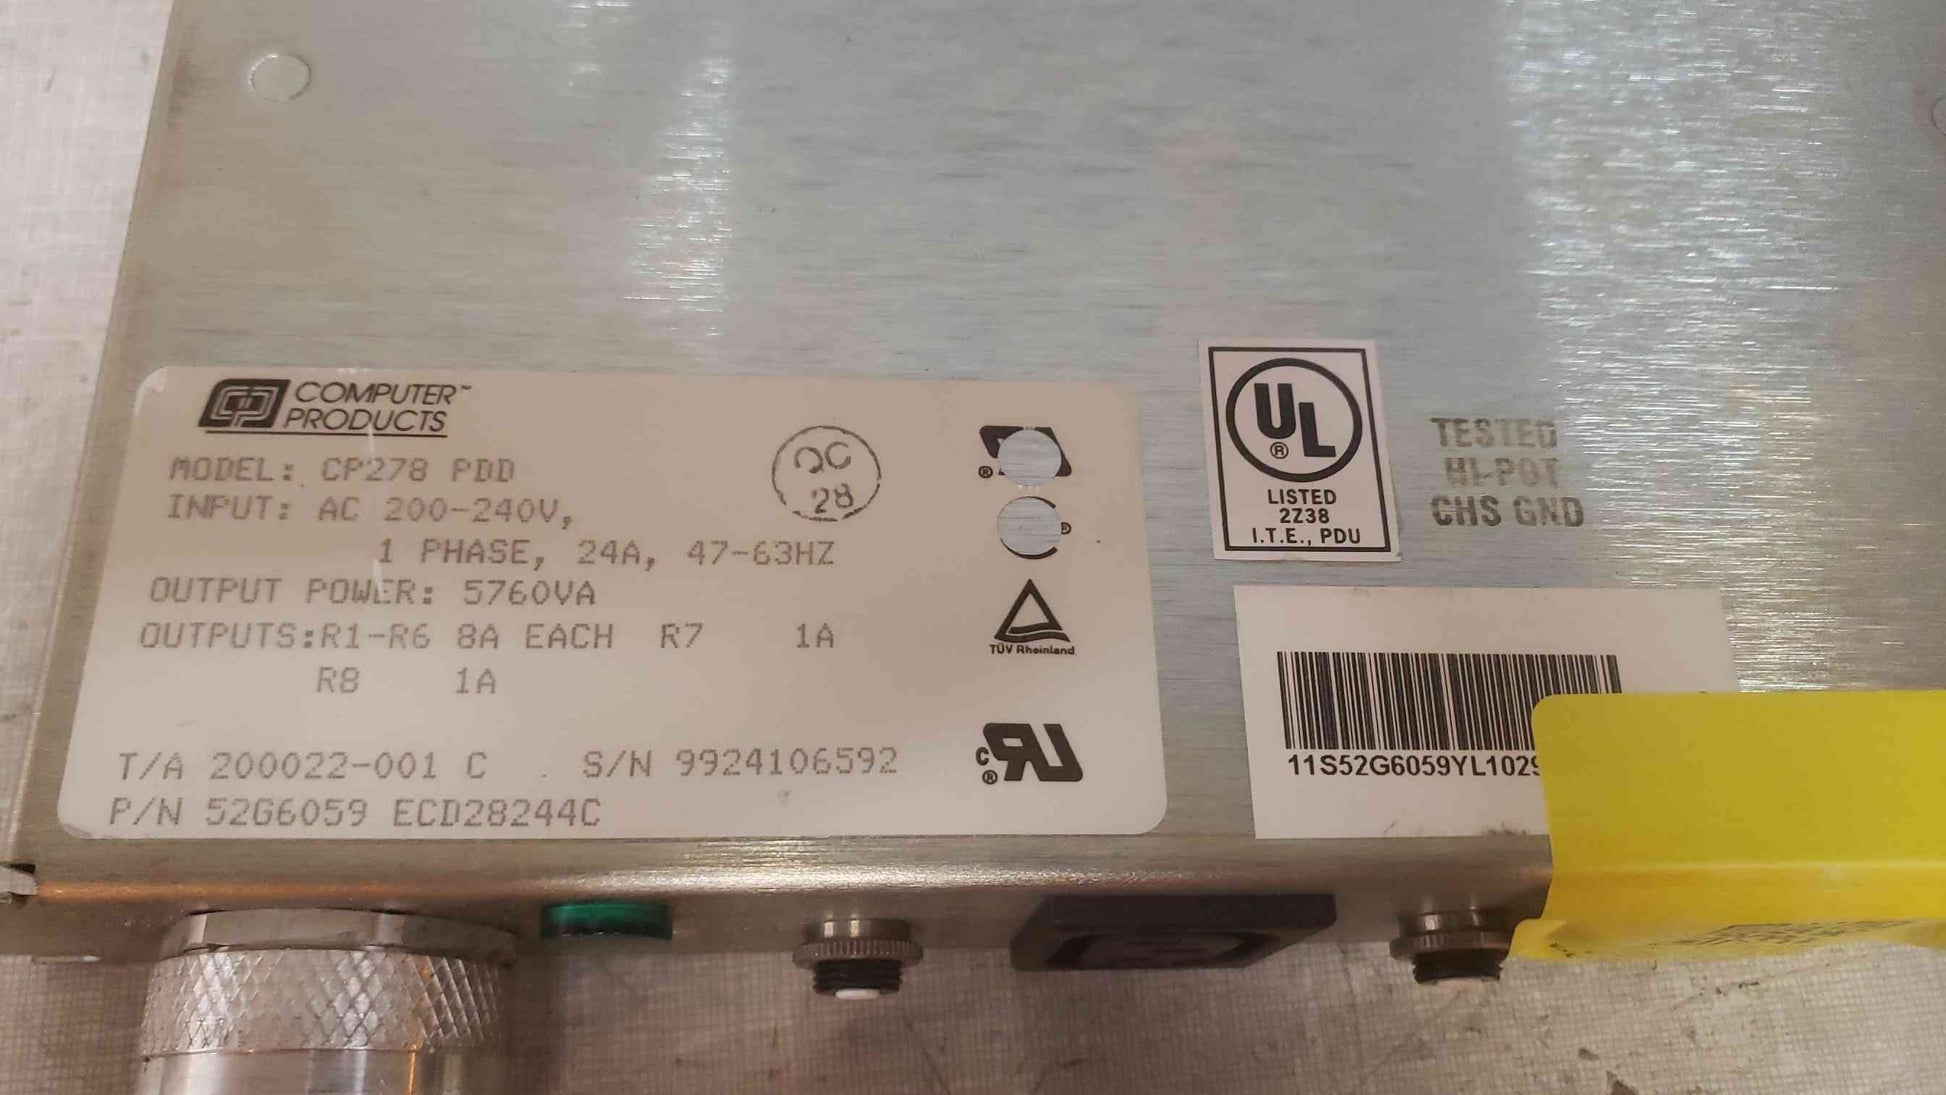 COMPUTER™
PRODUCTS
MODEL: CP278 PDD
INPUT: AC 200-240V,
1 PHASE, 24A, 47-63HZ
OUTPUT POWER: 5760VA
OUTPUTS:R1-R6 8A EACH R7 1A
R8 1A
T/A 200022-001 C S/N 9924106592
P/N 52G6059 ECD28244C
QC
28
TÜV Rheinland
UL
LISTED
2Z38
I.T.E., PDU
TESTED
HI-POT
CHS GND
11S52G6059YL1029